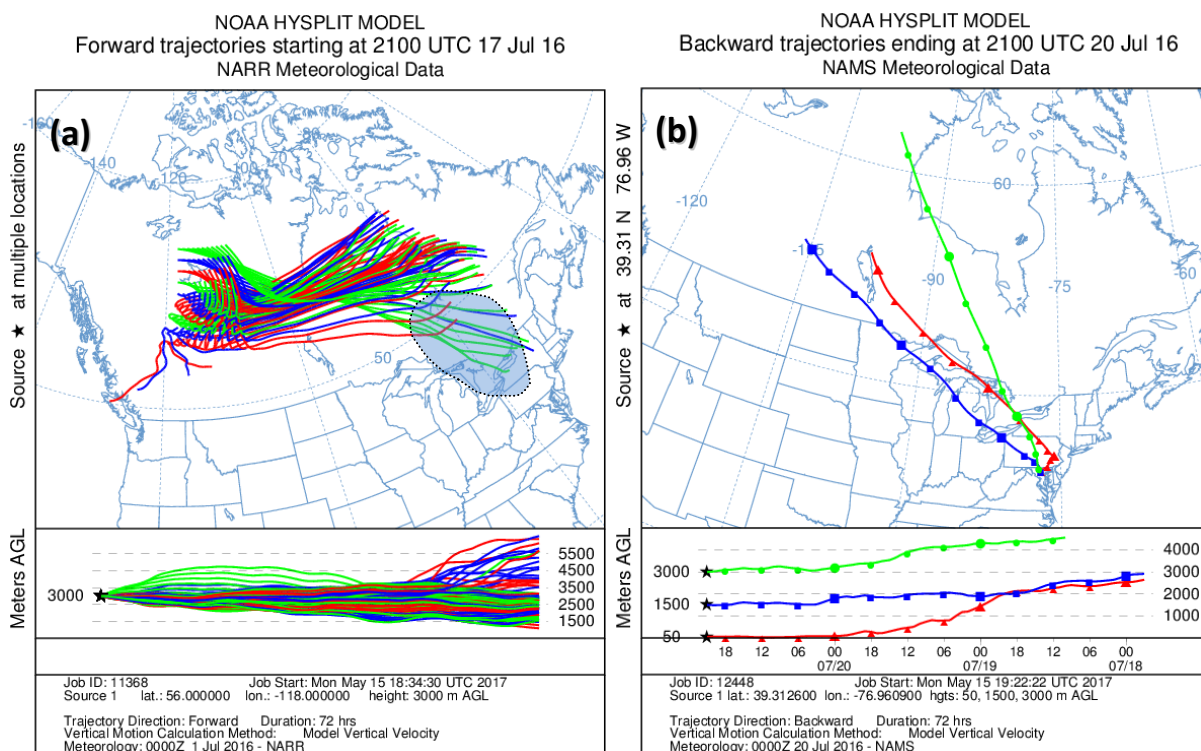 NOAA HYSPLIT MODEL
Forward trajectories starting at 2100 UTC 17 Jul 16
NARR Meteorological Data
(a)
-160
-140
-120
-80
50
Source ★ at multiple locations
Meters AGL
3000
5500
4500
3500
2500
1500
Job ID: 11368 Job Start: Mon May 15 18:34:30 UTC 2017
Source 1 lat.: 56.000000 lon.: -118.000000 height: 3000 m AGL
Trajectory Direction: Forward Duration: 72 hrs
Vertical Motion Calculation Method: Model Vertical Velocity
Meteorology: 0000Z 1 Jul 2016 - NARR
NOAA HYSPLIT MODEL
Backward trajectories ending at 2100 UTC 20 Jul 16
NAMS Meteorological Data
(b)
-120
60
-90
-75
60
Source ★ at 39.31 N 76.96 W
Meters AGL
3000
1500
50
4000
3000
2000
1000
18 12 06 00 18 12 06 00 18 12 06 00
07/20 07/19 07/18
Job ID: 12448 Job Start: Mon May 15 19:22:22 UTC 2017
Source 1 lat.: 39.312600 lon.: -76.960900 hgts: 50, 1500, 3000 m AGL
Trajectory Direction: Backward Duration: 72 hrs
Vertical Motion Calculation Method: Model Vertical Velocity
Meteorology: 0000Z 20 Jul 2016 - NAMS